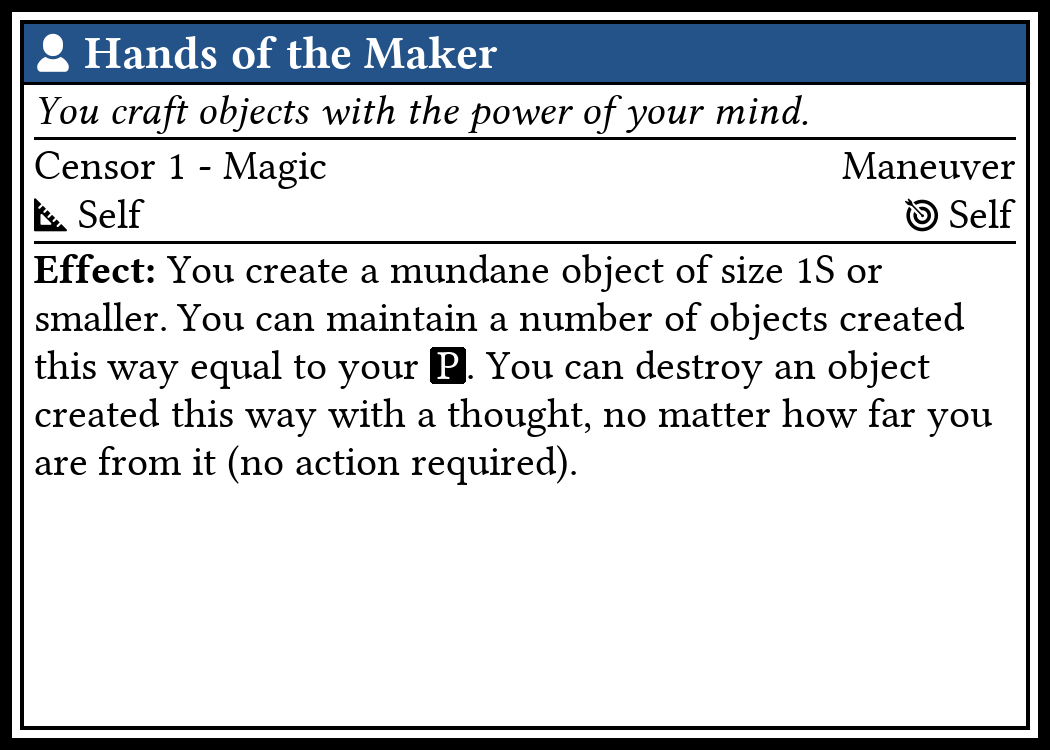 Hands of the Maker
You craft objects with the power of your mind.
Censor 1 - Magic Maneuver
Self Self
Effect: You create a mundane object of size 1S or
smaller. You can maintain a number of objects created
this way equal to your P. You can destroy an object
created this way with a thought, no matter how far you
are from it (no action required).